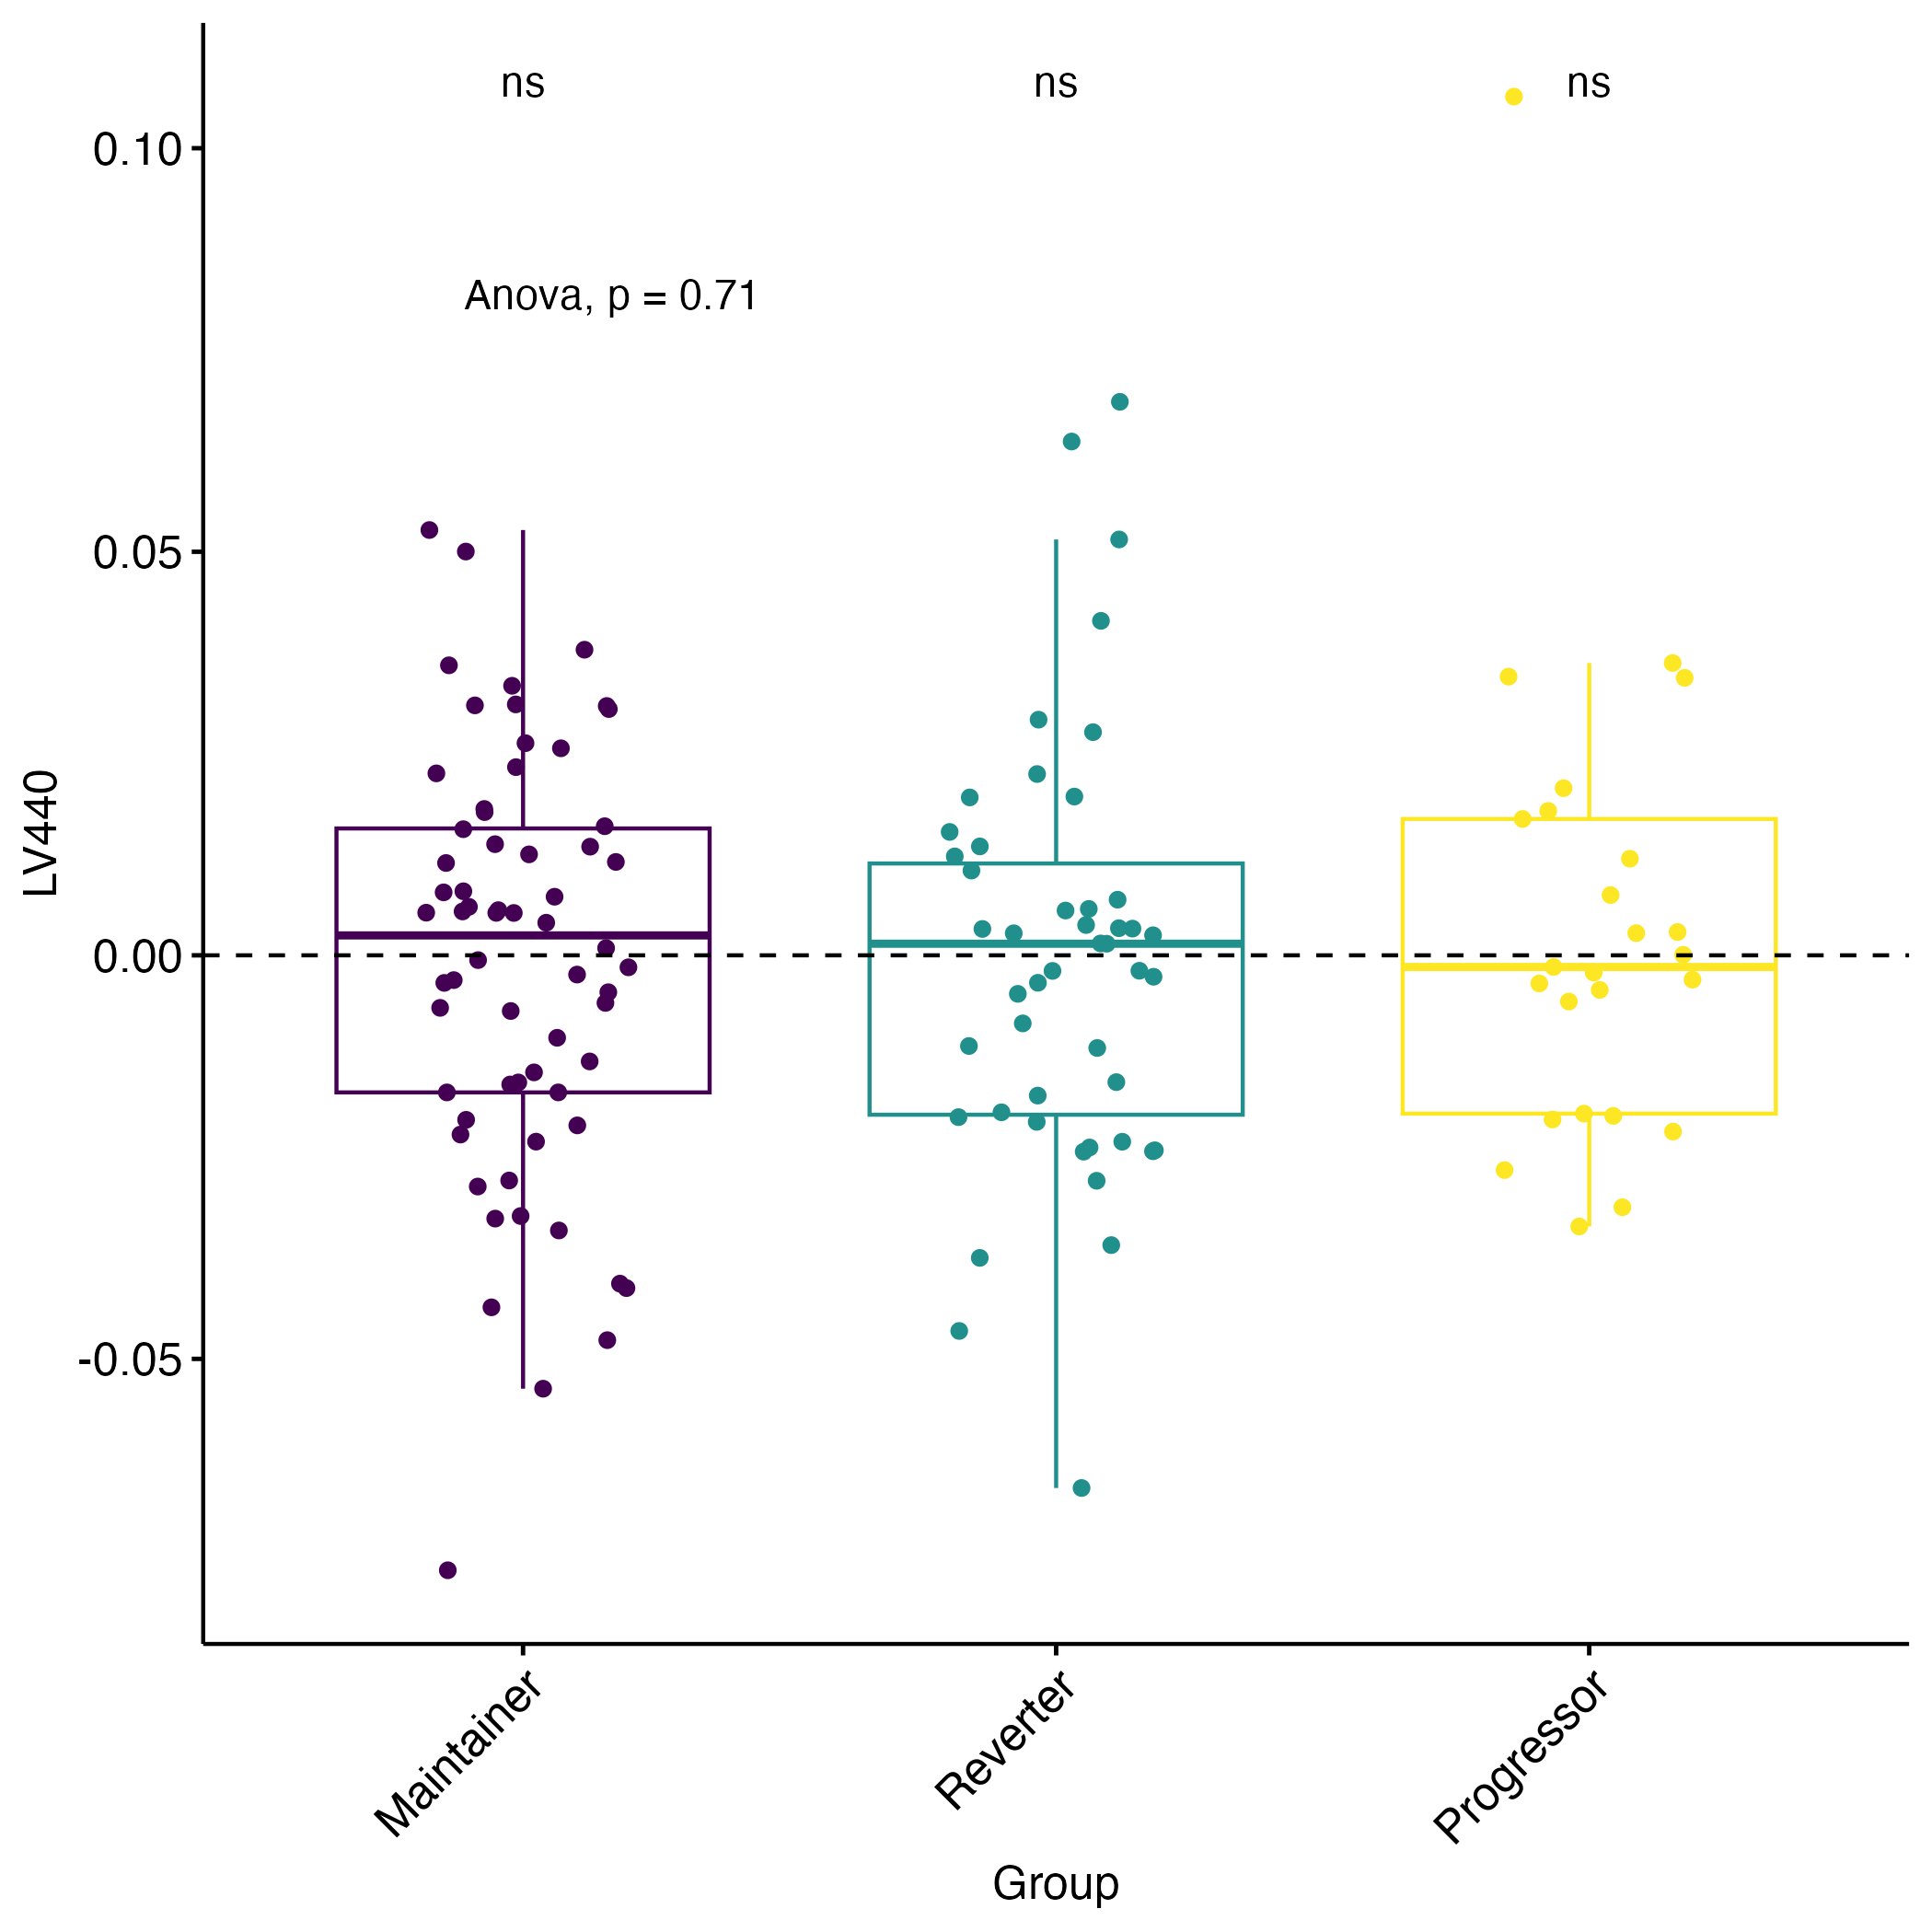 ns ns ns
0.10
Anova, p = 0.71
0.05
LV440
0.00
-0.05
Maintainer Reverter Progressor
Group